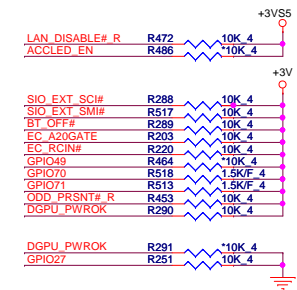 +3VS5
LAN_DISABLE#_R R472 10K_4
ACCLED_EN R486 *10K_4
+3V
SIO_EXT_SCI# R288 10K_4
SIO_EXT_SMI# R517 10K_4
BT_OFF# R289 10K_4
EC_A20GATE R203 10K_4
EC_RCIN# R220 10K_4
GPIO49 R464 *10K_4
GPIO70 R518 1.5K/F_4
GPIO71 R513 1.5K/F_4
ODD_PRSNT#_R R453 10K_4
DGPU_PWROK R290 10K_4
DGPU_PWROK R291 *10K_4
GPIO27 R251 10K_4